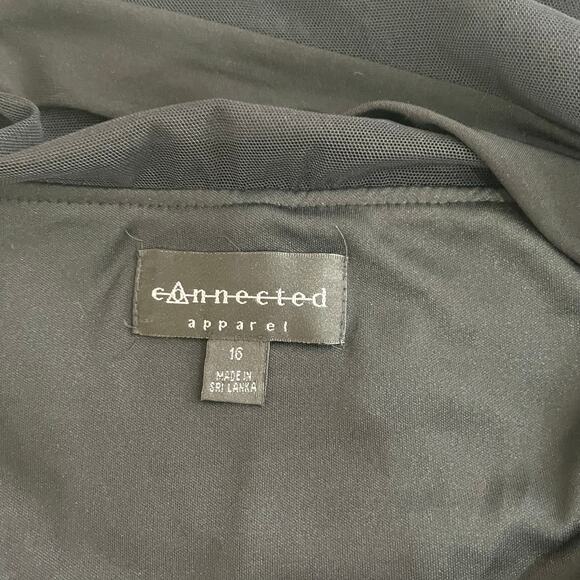 connected
apparel
16
MADE IN
SRI LANKA